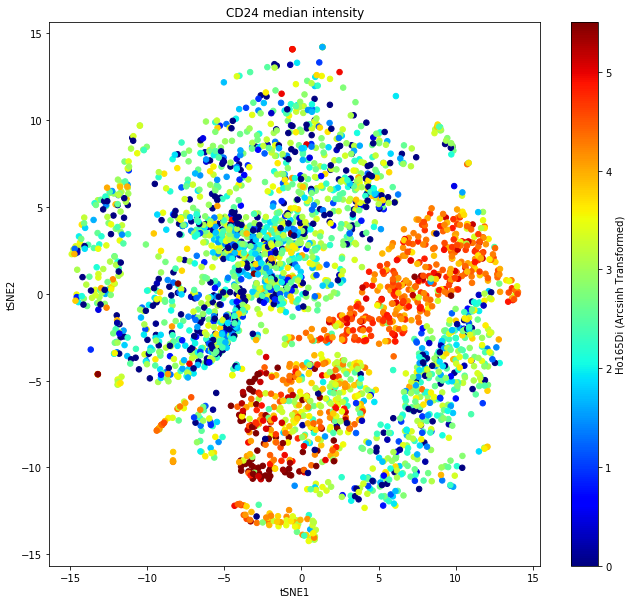 CD24 median intensity
15
10
5
0
−5
−10
−15
tSNE2
−15 −10 −5 0 5 10 15
tSNE1
5
4
3
2
1
0
Ho165Di (Arcsinh Transformed)